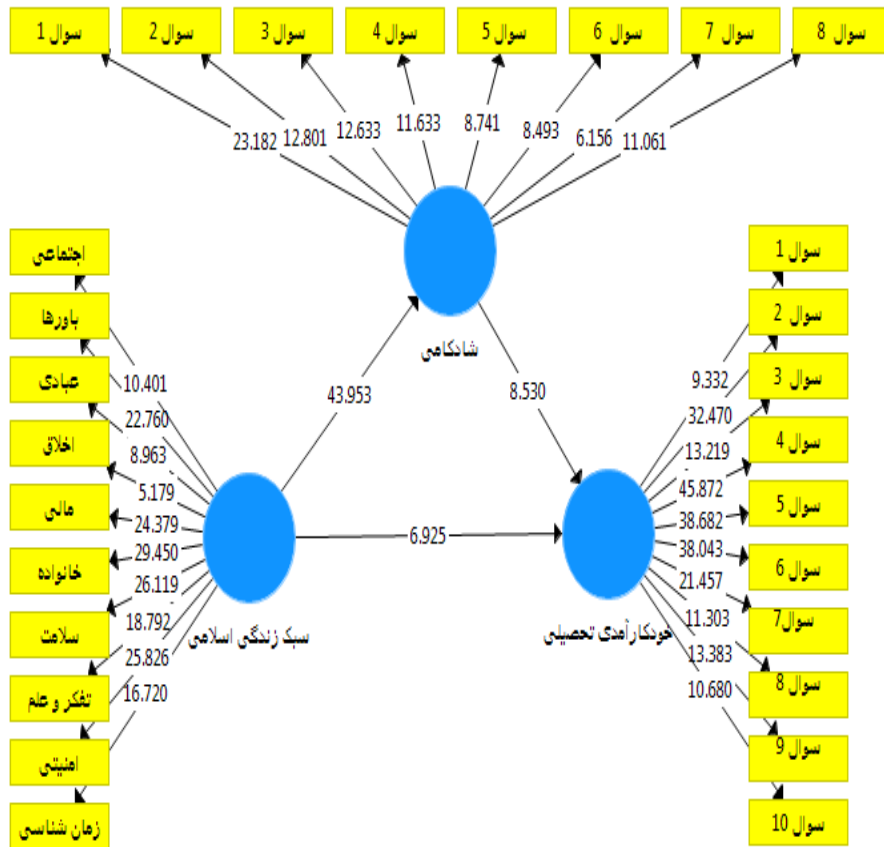 سوال 1
سوال 2
سوال 3
سوال 4
سوال 5
سوال 6
سوال 7
سوال 8
23.182
12.801
12.633
11.633
8.741
8.493
6.156
11.061
شادکامی
43.953
8.530
6.925
اجتماعی
باورها
عبادی
اخلاق
مالی
خانواده
سلامت
تفکر و علم
امنیتی
زمان شناسی
10.401
22.760
8.963
5.179
24.379
29.450
26.119
18.792
25.826
16.720
سبک زندگی اسلامی
خودکارآمدی تحصیلی
9.332
32.470
13.219
45.872
38.682
38.043
21.457
11.303
13.383
10.680
سوال 1
سوال 2
سوال 3
سوال 4
سوال 5
سوال 6
سوال7
سوال 8
سوال 9
سوال 10